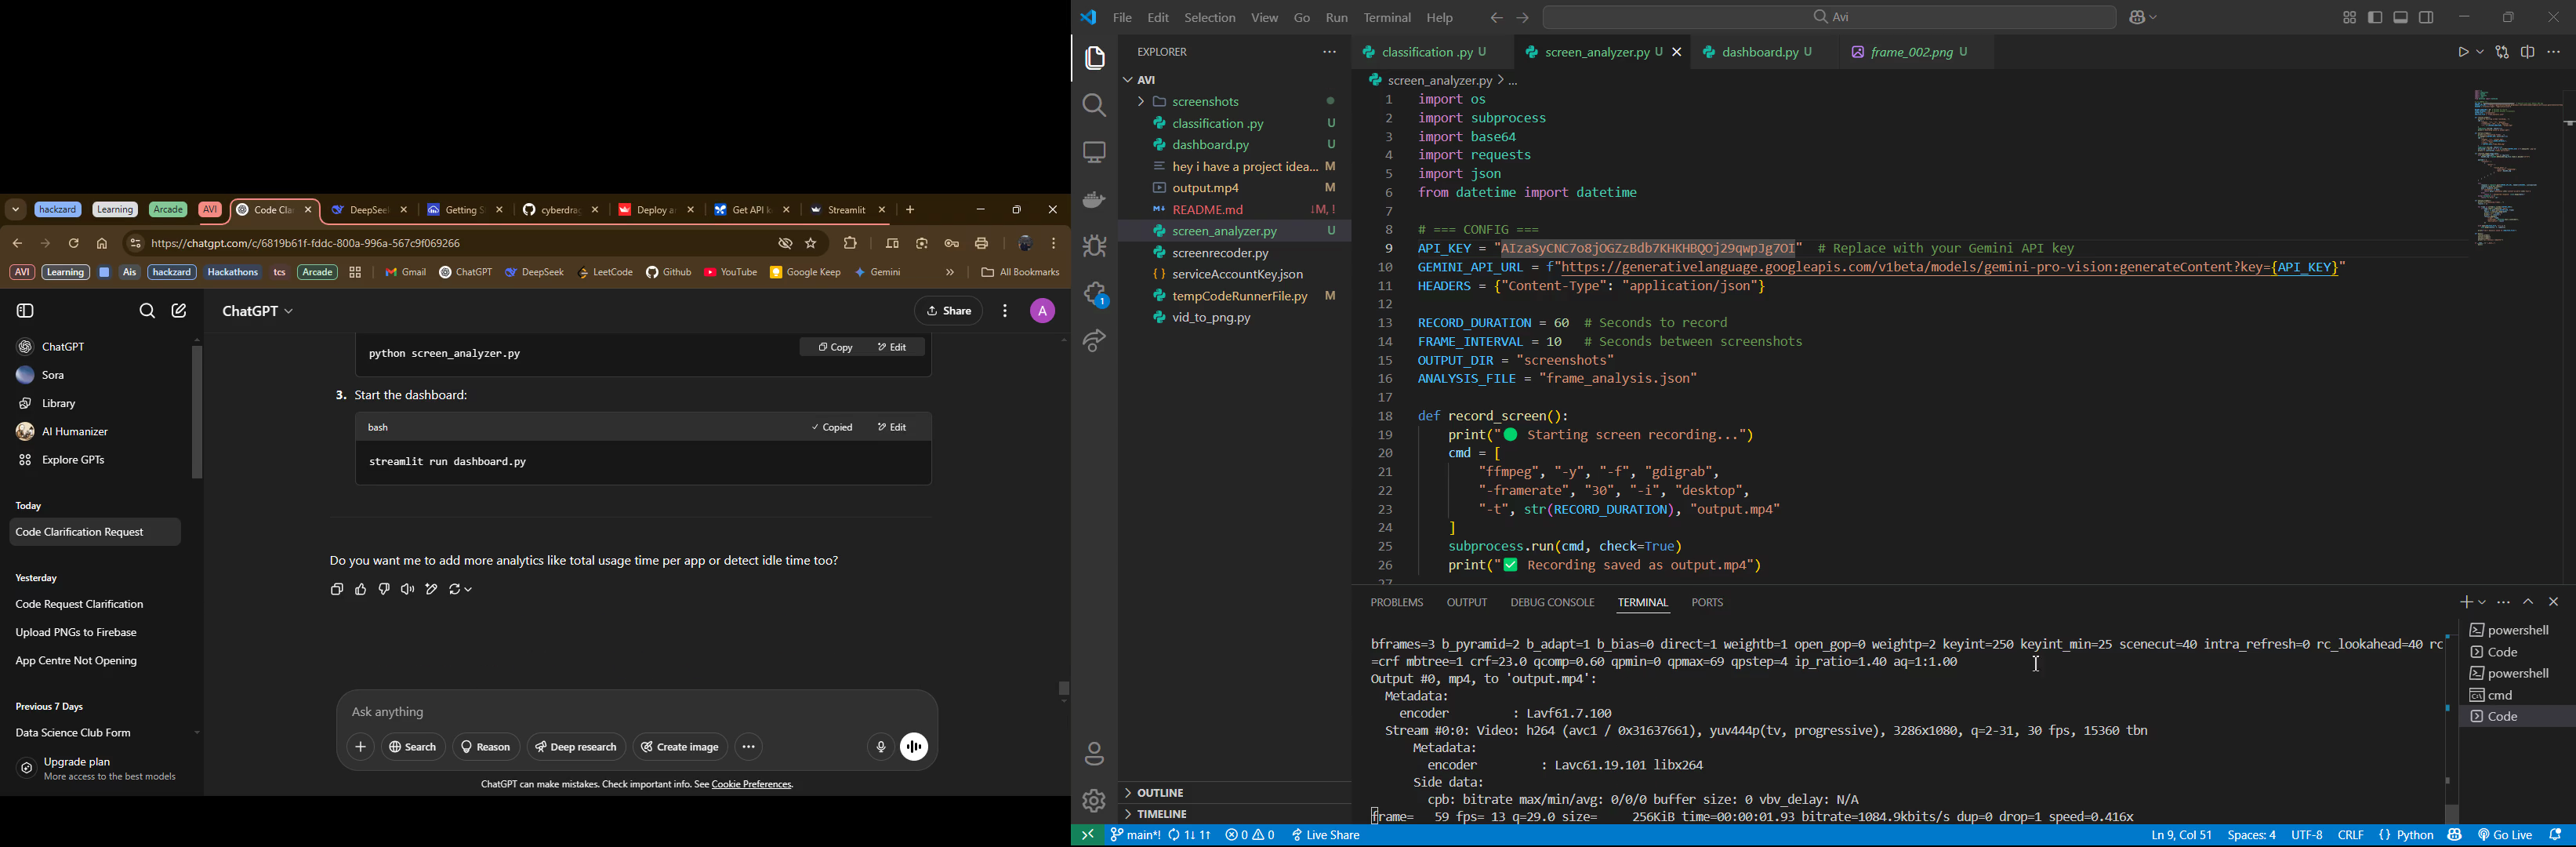 hackzard
Learning
Arcade
AVI
Code Cla
DeepSeek
Getting S
cyberdrag
Deploy a
Get API k
Streamlit
https://chatgpt.com/c/6819b61f-fddc-800a-996a-567c9f069266
AVI
Learning
Ais
hackzard
Hackathons
tcs
Arcade
Gmail
ChatGPT
DeepSeek
LeetCode
Github
YouTube
Google Keep
Gemini
All Bookmarks
ChatGPT
Share
A
ChatGPT
Sora
Library
AI Humanizer
Explore GPTs
Today
Code Clarification Request
Yesterday
Code Request Clarification
Upload PNGs to Firebase
App Centre Not Opening
Previous 7 Days
Data Science Club Form
Upgrade plan
More access to the best models
Copy
Edit
python screen_analyzer.py
3. Start the dashboard:
bash
Copied
Edit
streamlit run dashboard.py
Do you want me to add more analytics like total usage time per app or detect idle time too?
Ask anything
Search
Reason
Deep research
Create image
ChatGPT can make mistakes. Check important info. See Cookie Preferences.
File Edit Selection View Go Run Terminal Help
Avi
EXPLORER
AVI
screenshots
classification .py U
dashboard.py U
hey i have a project idea... M
output.mp4 M
README.md ↓M, !
screen_analyzer.py U
screenrecoder.py
serviceAccountKey.json
tempCodeRunnerFile.py M
vid_to_png.py
OUTLINE
TIMELINE
1
classification .py U
screen_analyzer.py U
dashboard.py U
frame_002.png U
screen_analyzer.py > ...
1 import os
2 import subprocess
3 import base64
4 import requests
5 import json
6 from datetime import datetime
7
8 # === CONFIG ===
9 API_KEY = "AIzaSyCNC7o8jOGZzBdb7KHKHBQOj29qwpJg7OI" # Replace with your Gemini API key
10 GEMINI_API_URL = f"https://generativelanguage.googleapis.com/v1beta/models/gemini-pro-vision:generateContent?key={API_KEY}"
11 HEADERS = {"Content-Type": "application/json"}
12
13 RECORD_DURATION = 60 # Seconds to record
14 FRAME_INTERVAL = 10 # Seconds between screenshots
15 OUTPUT_DIR = "screenshots"
16 ANALYSIS_FILE = "frame_analysis.json"
17
18 def record_screen():
19 print("🟢 Starting screen recording...")
20 cmd = [
21 "ffmpeg", "-y", "-f", "gdigrab",
22 "-framerate", "30", "-i", "desktop",
23 "-t", str(RECORD_DURATION), "output.mp4"
24 ]
25 subprocess.run(cmd, check=True)
26 print("✅ Recording saved as output.mp4")
27
PROBLEMS OUTPUT DEBUG CONSOLE TERMINAL PORTS
bframes=3 b_pyramid=2 b_adapt=1 b_bias=0 direct=1 weightb=1 open_gop=0 weightp=2 keyint=250 keyint_min=25 scenecut=40 intra_refresh=0 rc_lookahead=40 rc
=crf mbtree=1 crf=23.0 qcomp=0.60 qpmin=0 qpmax=69 qpstep=4 ip_ratio=1.40 aq=1:1.00
Output #0, mp4, to 'output.mp4':
Metadata:
encoder : Lavf61.7.100
Stream #0:0: Video: h264 (avc1 / 0x31637661), yuv444p(tv, progressive), 3286x1080, q=2-31, 30 fps, 15360 tbn
Metadata:
encoder : Lavc61.19.101 libx264
Side data:
cpb: bitrate max/min/avg: 0/0/0 buffer size: 0 vbv_delay: N/A
frame= 59 fps= 13 q=29.0 size= 256KiB time=00:00:01.93 bitrate=1084.9kbits/s dup=0 drop=1 speed=0.416x
powershell
Code
powershell
cmd
Code
main*! 1↓ 1↑ 0 0 Live Share
Ln 9, Col 51 Spaces: 4 UTF-8 CRLF {} Python Go Live